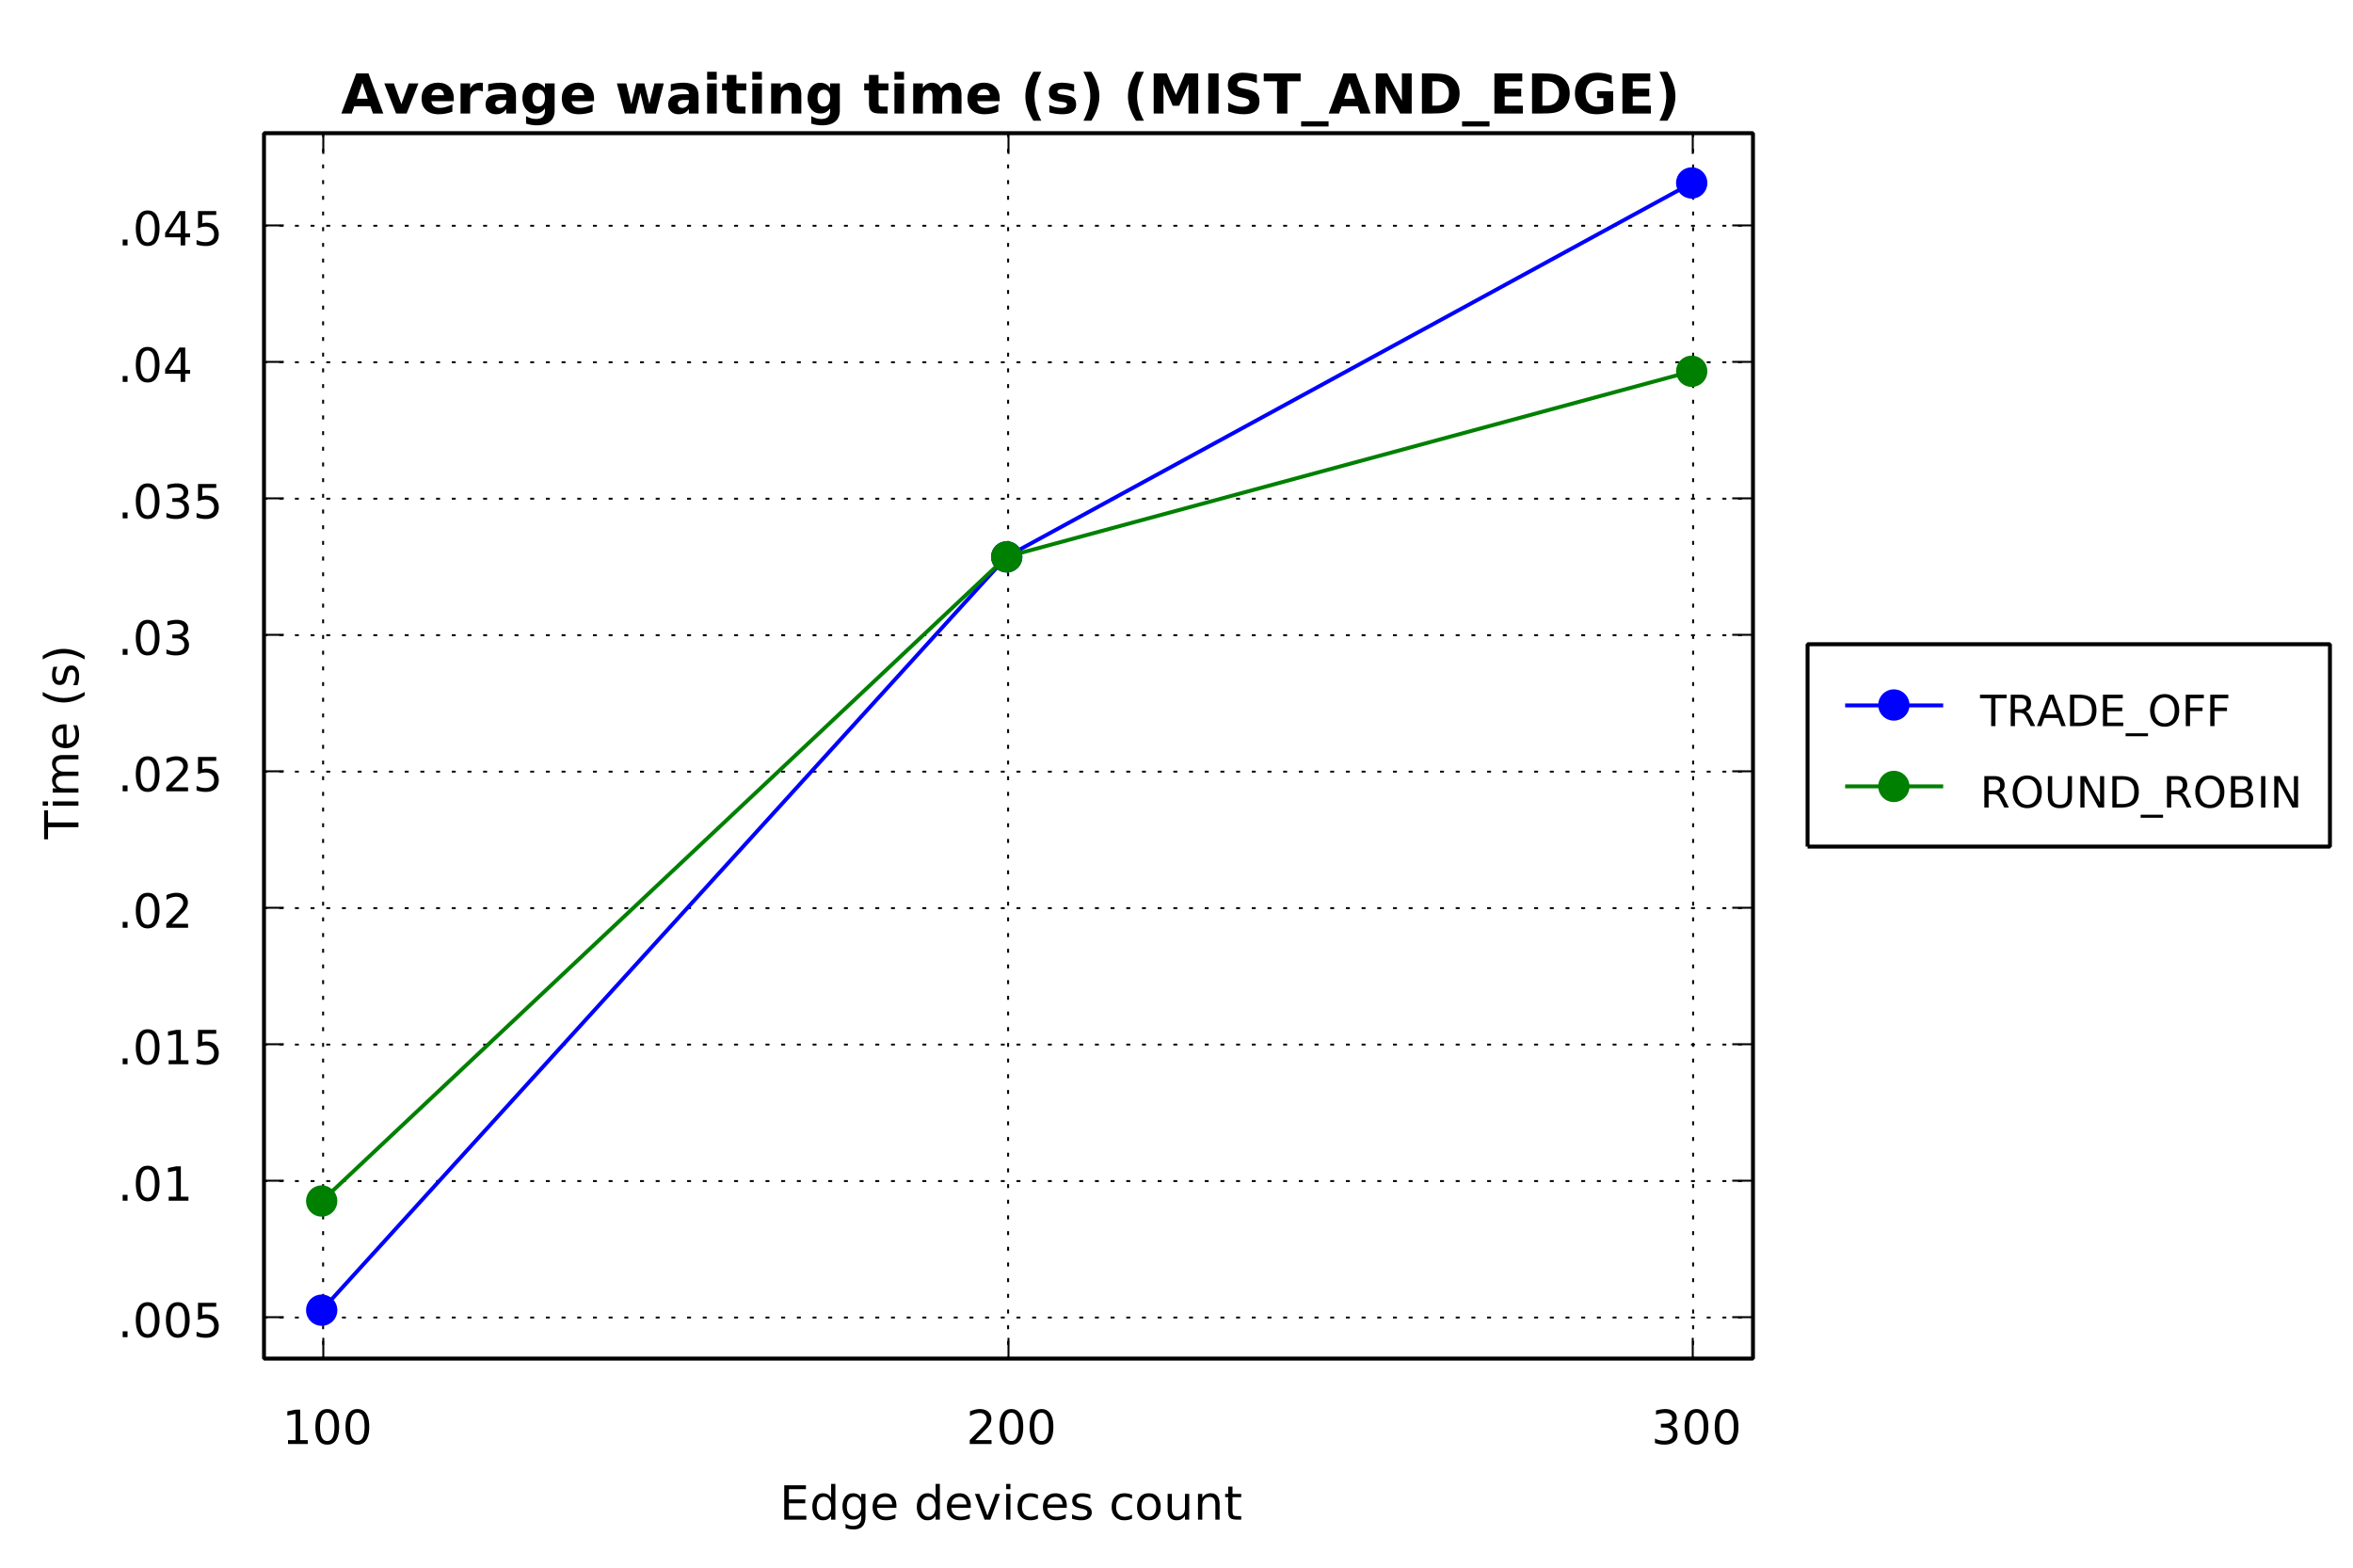 Average waiting time (s) (MIST_AND_EDGE)
.045
.04
.035
.03
.025
.02
.015
.01
.005
Time (s)
100 200 300
Edge devices count
TRADE_OFF
ROUND_ROBIN